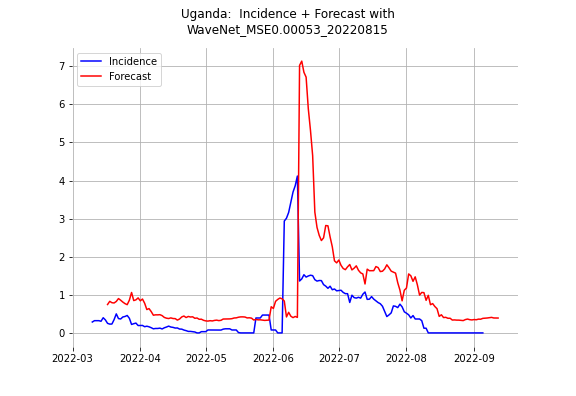 Uganda:  Incidence + Forecast with
WaveNet_MSE0.00053_20220815
Incidence
Forecast
7
6
5
4
3
2
1
0
2022-03 2022-04 2022-05 2022-06 2022-07 2022-08 2022-09